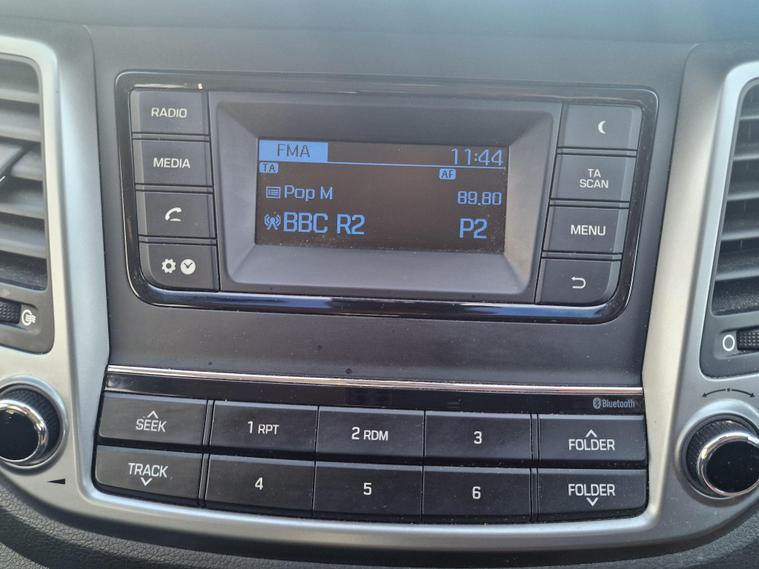 RADIO
MEDIA
FMA 11:44
TA AF
Pop M 89.80
BBC R2 P2
TA
SCAN
MENU
Bluetooth
SEEK
TRACK
1 RPT
2 RDM
3
4
5
6
FOLDER
FOLDER